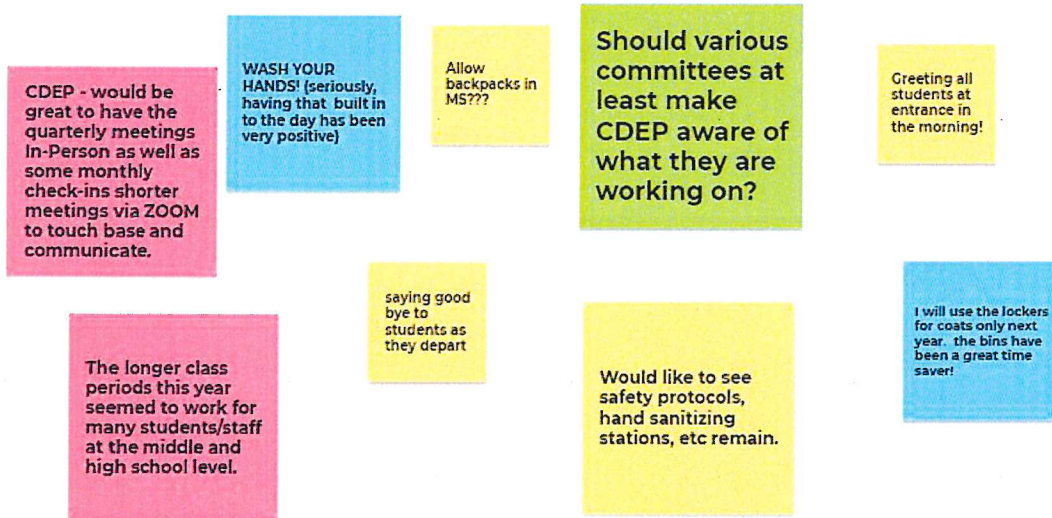 CDEP - would be
great to have the
quarterly meetings
In-Person as well as
some monthly
check-ins shorter
meetings via ZOOM
to touch base and
communicate.
WASH YOUR
HANDS! (seriously,
having that built in
to the day has been
very positive)
Allow
backpacks in
MS???
Should various
committees at
least make
CDEP aware of
what they are
working on?
Greeting all
students at
entrance in
the morning!
The longer class
periods this year
seemed to work for
many students/staff
at the middle and
high school level.
saying good
bye to
students as
they depart
Would like to see
safety protocols,
hand sanitizing
stations, etc remain.
I will use the lockers
for coats only next
year. the bins have
been a great time
saver!